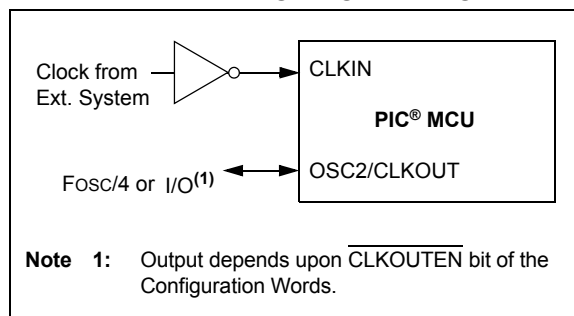 Clock from
Ext. System
CLKIN
PIC® MCU
FOSC/4 or I/O(1)
OSC2/CLKOUT
Note 1: Output depends upon CLKOUTEN bit of the
Configuration Words.